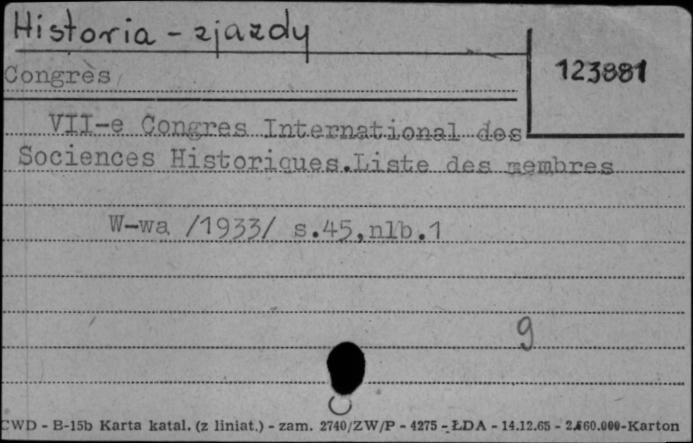 Historia - zjazdy
123881
Congrès
VII-e Congres International des
Sociences Historiques.Liste des membres
W-wa /1933/ s.45,nlb.1
9
CWD - B-15b Karta katal. (z liniat.) - zam. 2740/ZW/P - 4275 - ŁDA - 14.12.65 - 2.660.000-Karton